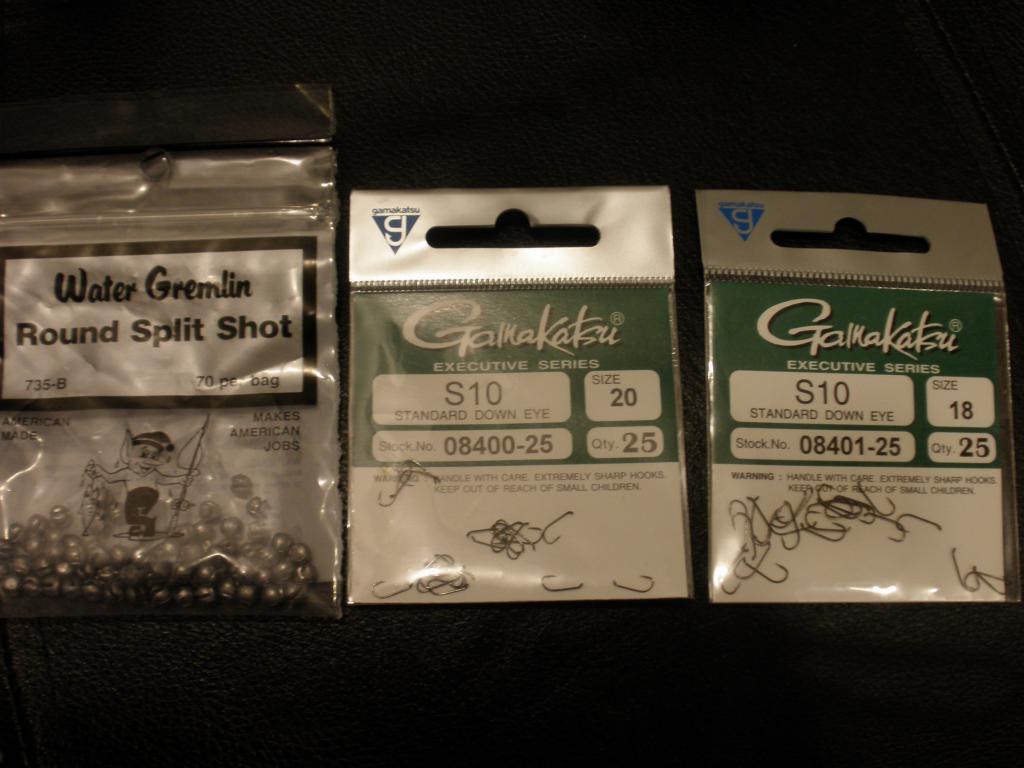 Water Gremlin
Round Split Shot
735-B
70 per bag
AMERICAN
MADE
MAKES
AMERICAN
JOBS
gamakatsu
g
Gamakatsu®
EXECUTIVE SERIES
S10
STANDARD DOWN EYE
SIZE
20
Stock.No. 08400-25
Qty. 25
WARNING : HANDLE WITH CARE. EXTREMELY SHARP HOOKS.
KEEP OUT OF REACH OF SMALL CHILDREN.
gamakatsu
g
Gamakatsu®
EXECUTIVE SERIES
S10
STANDARD DOWN EYE
SIZE
18
Stock.No. 08401-25
Qty. 25
WARNING : HANDLE WITH CARE. EXTREMELY SHARP HOOKS.
KEEP OUT OF REACH OF SMALL CHILDREN.